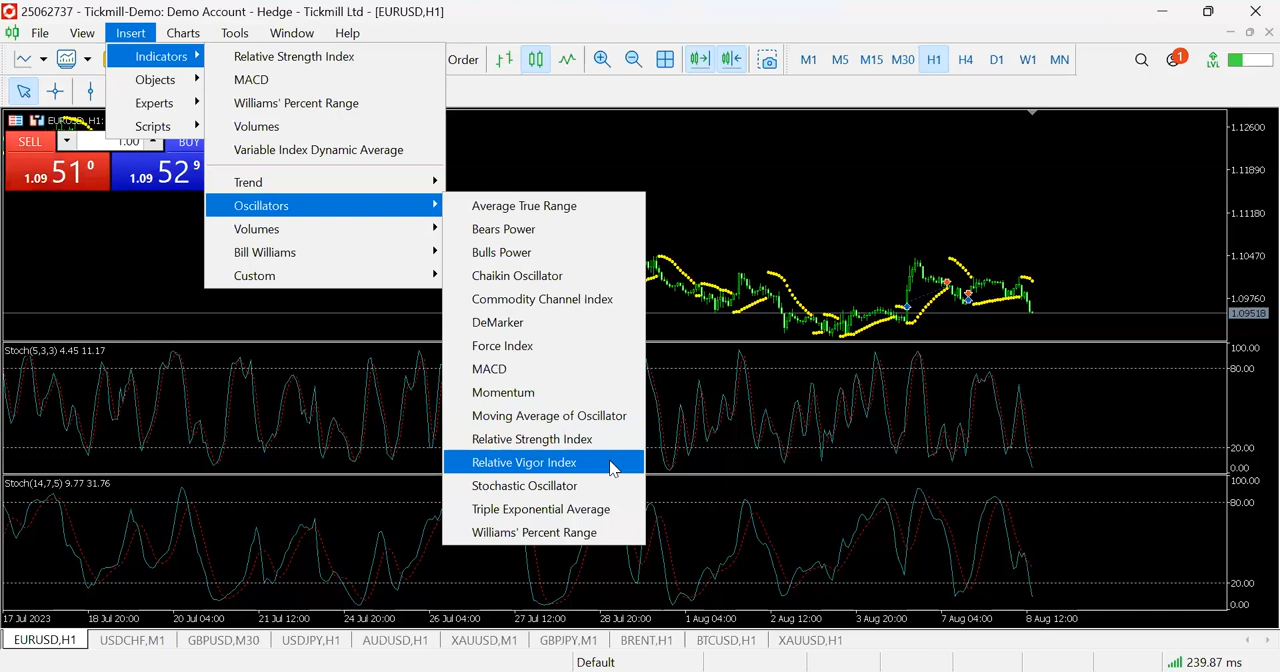 25062737 - Tickmill-Demo: Demo Account - Hedge - Tickmill Ltd - [EURUSD,H1]
File View Insert Charts Tools Window Help
Order M1 M5 M15 M30 H1 H4 D1 W1 MN 1 LVL
Indicators
Objects
Experts
Scripts
Relative Strength Index
MACD
Williams' Percent Range
Volumes
Variable Index Dynamic Average
Trend
Oscillators
Volumes
Bill Williams
Custom
Average True Range
Bears Power
Bulls Power
Chaikin Oscillator
Commodity Channel Index
DeMarker
Force Index
MACD
Momentum
Moving Average of Oscillator
Relative Strength Index
Relative Vigor Index
Stochastic Oscillator
Triple Exponential Average
Williams' Percent Range
EURUSD, H1:
SELL 1.00 BUY
1.09 51 0 1.09 52 9
1.12600
1.11890
1.11180
1.10470
1.09760
1.09518
Stoch(5,3,3) 4.45 11.17
100.00
80.00
20.00
0.00
Stoch(14,7,5) 9.77 31.76
100.00
80.00
20.00
0.00
17 Jul 2023 18 Jul 20:00 20 Jul 04:00 21 Jul 12:00 24 Jul 20:00 26 Jul 04:00 27 Jul 12:00 28 Jul 20:00 1 Aug 04:00 2 Aug 12:00 3 Aug 20:00 7 Aug 04:00 8 Aug 12:00
EURUSD,H1 USDCHF,M1 GBPUSD,M30 USDJPY,H1 AUDUSD,H1 XAUUSD,M1 GBPJPY,M1 BRENT,H1 BTCUSD,H1 XAUUSD,H1
Default 239.87 ms